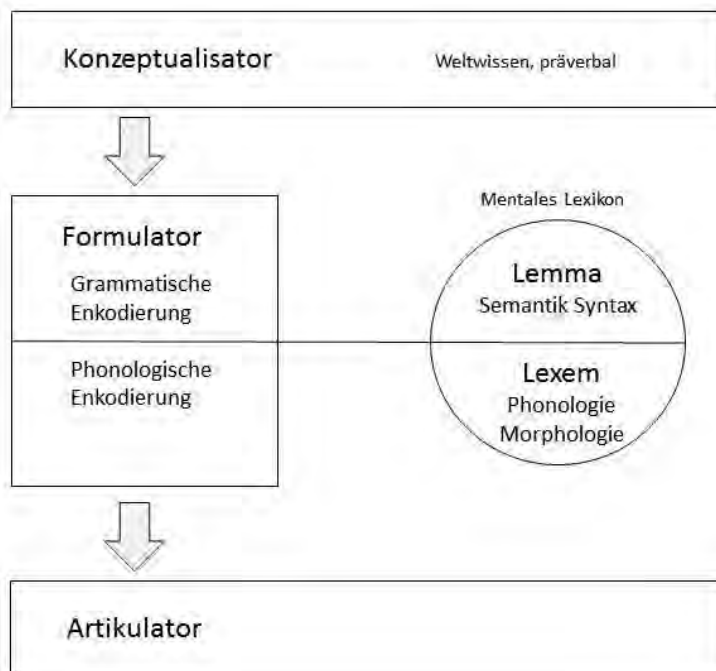 Konzeptualisator
Weltwissen, präverbal
Formulator
Grammatische
Enkodierung
Phonologische
Enkodierung
Mentales Lexikon
Lemma
Semantik Syntax
Lexem
Phonologie
Morphologie
Artikulator